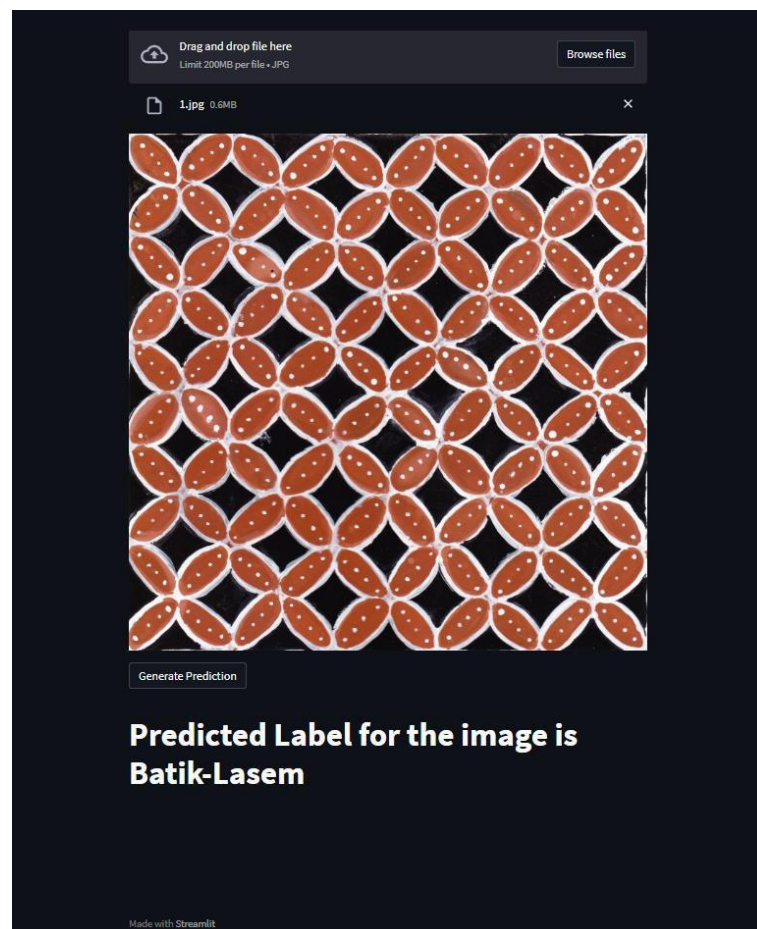 Drag and drop file here
Limit 200MB per file • JPG
Browse files
1.jpg 0.6MB
Generate Prediction
Predicted Label for the image is
Batik-Lasem
Made with Streamlit